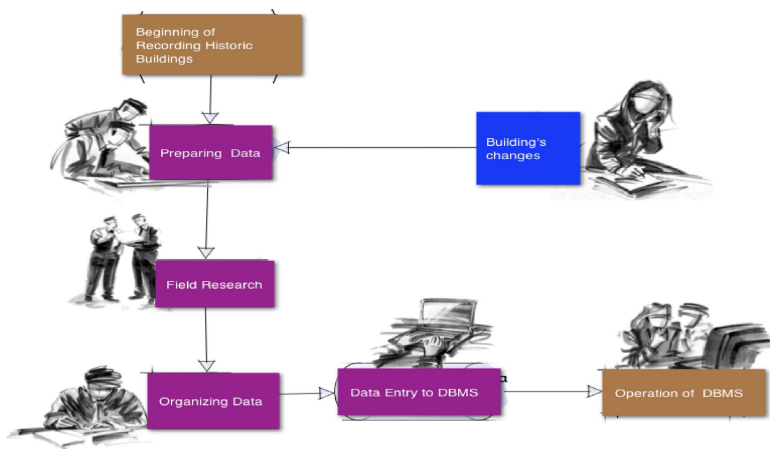 Beginning of
Recording Historic
Buildings
Preparing Data
Building's
changes
Field Research
Organizing Data
Data Entry to DBMS
Operation of DBMS